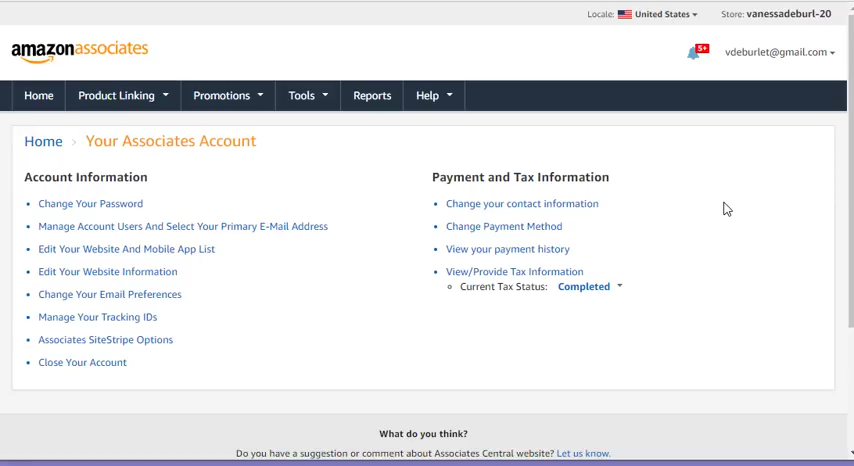 Locale: United States Store: vanessadeburl-20
amazonassociates
5+ vdeburlet@gmail.com
Home Product Linking Promotions Tools Reports Help
Home › Your Associates Account
Account Information
• Change Your Password
• Manage Account Users And Select Your Primary E-Mail Address
• Edit Your Website And Mobile App List
• Edit Your Website Information
• Change Your Email Preferences
• Manage Your Tracking IDs
• Associates SiteStripe Options
• Close Your Account
Payment and Tax Information
• Change your contact information
• Change Payment Method
• View your payment history
• View/Provide Tax Information
Current Tax Status: Completed
What do you think?
Do you have a suggestion or comment about Associates Central website? Let us know.